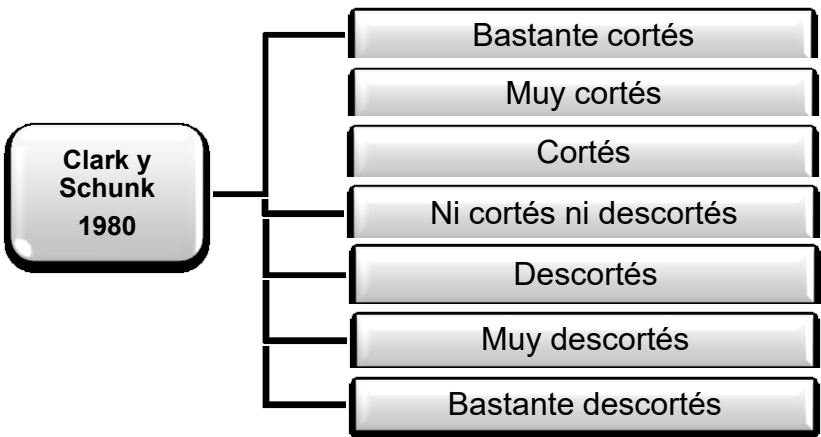 Clark y
Schunk
1980
Bastante cortés
Muy cortés
Cortés
Ni cortés ni descortés
Descortés
Muy descortés
Bastante descortés